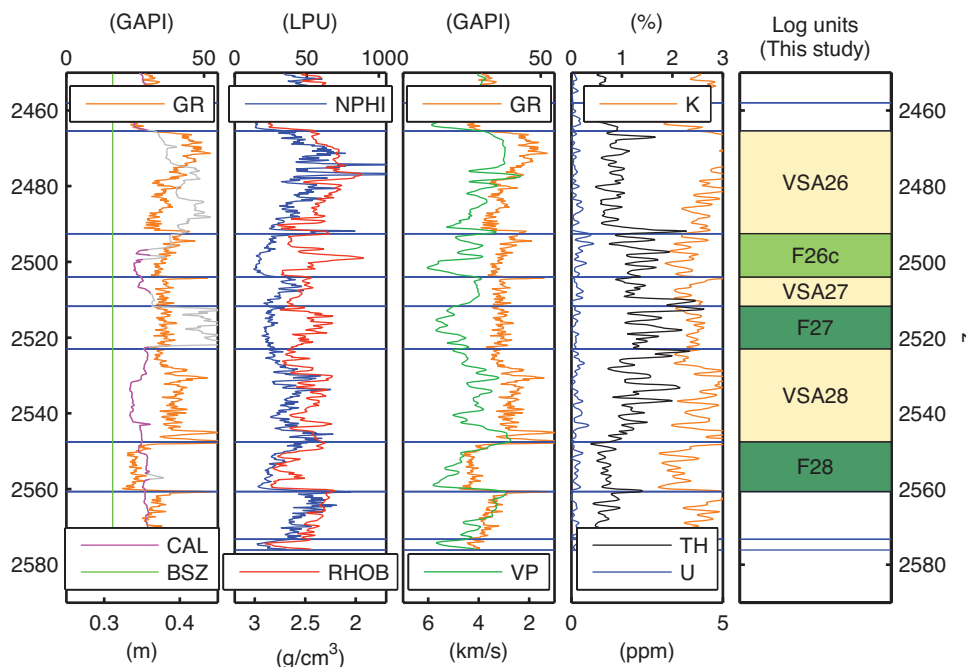 (GAPI) (LPU) (GAPI) (%) Log units
(This study)
0 50 0 50 100 0 50 0 1 2 3
GR NPHI GR K
2460 2460
2480 VSA26 2480
2500 F26c 2500
VSA27
2520 F27 2520
2540 VSA28 2540
2560 F28 2560
CAL TH
BSZ RHOB VP U
2580 2580
0.3 0.4 3 2.5 2 6 4 2 0 5
(m) (g/cm³) (km/s) (ppm)